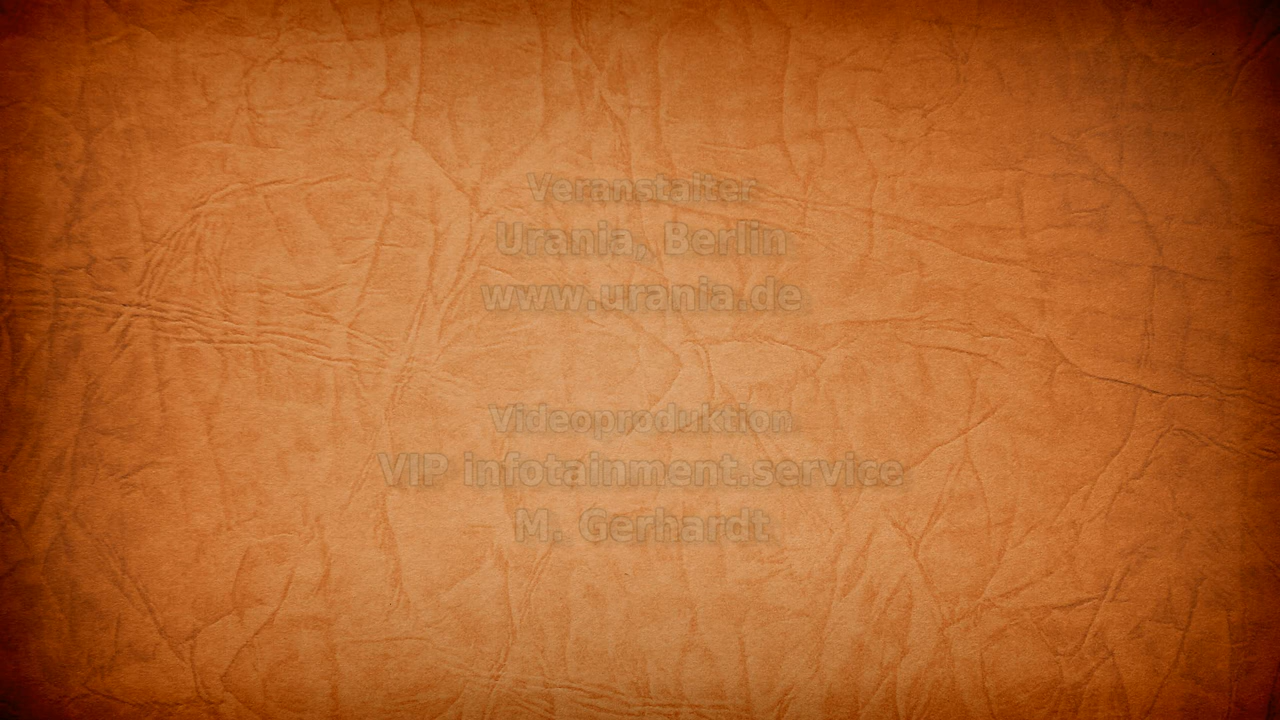 Veranstalter
Urania, Berlin
www.urania.de
Videoproduktion
VIP infotainment.service
M. Gerhardt